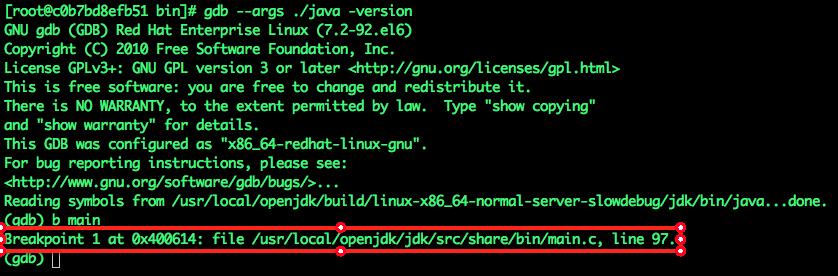 [root@c0b7bd8efb51 bin]# gdb --args ./java -version
GNU gdb (GDB) Red Hat Enterprise Linux (7.2-92.el6)
Copyright (C) 2010 Free Software Foundation, Inc.
License GPLv3+: GNU GPL version 3 or later <http://gnu.org/licenses/gpl.html>
This is free software: you are free to change and redistribute it.
There is NO WARRANTY, to the extent permitted by law.  Type "show copying"
and "show warranty" for details.
This GDB was configured as "x86_64-redhat-linux-gnu".
For bug reporting instructions, please see:
<http://www.gnu.org/software/gdb/bugs/>...
Reading symbols from /usr/local/openjdk/build/linux-x86_64-normal-server-slowdebug/jdk/bin/java...done.
(gdb) b main
Breakpoint 1 at 0x400614: file /usr/local/openjdk/jdk/src/share/bin/main.c, line 97.
(gdb)